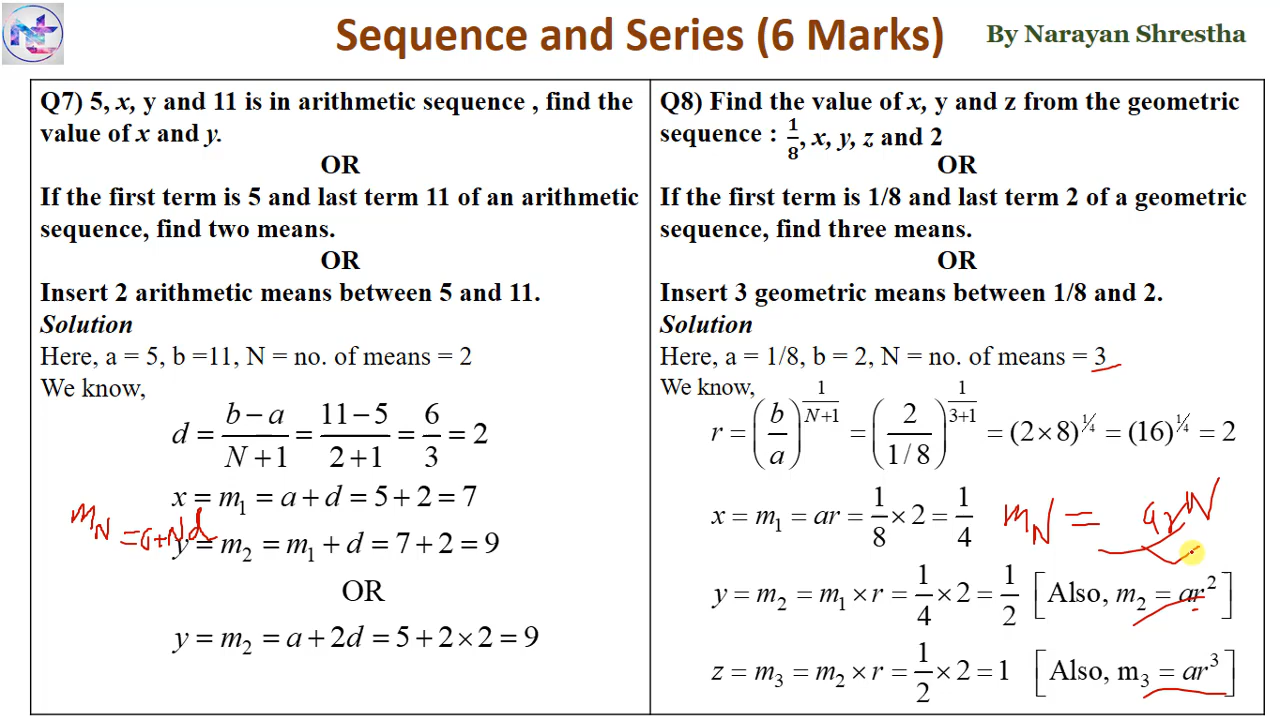 Sequence and Series (6 Marks)
By Narayan Shrestha
Q7) 5, x, y and 11 is in arithmetic sequence , find the
value of x and y.
OR
If the first term is 5 and last term 11 of an arithmetic
sequence, find two means.
OR
Insert 2 arithmetic means between 5 and 11.
Solution
Here, a = 5, b =11, N = no. of means = 2
We know,
d = (b − a)/(N + 1) = (11 − 5)/(2 + 1) = 6/3 = 2
x = m₁ = a + d = 5 + 2 = 7
m_N = a+Nd
y = m₂ = m₁ + d = 7 + 2 = 9
OR
y = m₂ = a + 2d = 5 + 2 × 2 = 9
Q8) Find the value of x, y and z from the geometric
sequence : 1/8, x, y, z and 2
OR
If the first term is 1/8 and last term 2 of a geometric
sequence, find three means.
OR
Insert 3 geometric means between 1/8 and 2.
Solution
Here, a = 1/8, b = 2, N = no. of means = 3
We know,
r = (b/a)^(1/(N+1)) = (2/(1/8))^(1/(3+1)) = (2 × 8)^(1/4) = (16)^(1/4) = 2
x = m₁ = ar = 1/8 × 2 = 1/4
m_N = ar^N
y = m₂ = m₁ × r = 1/4 × 2 = 1/2 [Also, m₂ = ar²]
z = m₃ = m₂ × r = 1/2 × 2 = 1 [Also, m₃ = ar³]